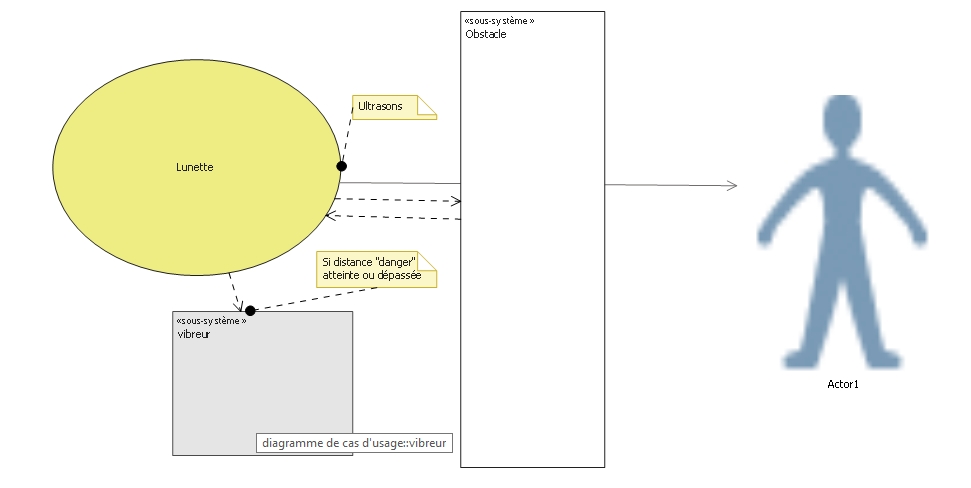 «sous-système »
Obstacle
Ultrasons
Lunette
Si distance "danger"
atteinte ou dépassée
«sous-système »
vibreur
Actor1
diagramme de cas d'usage::vibreur